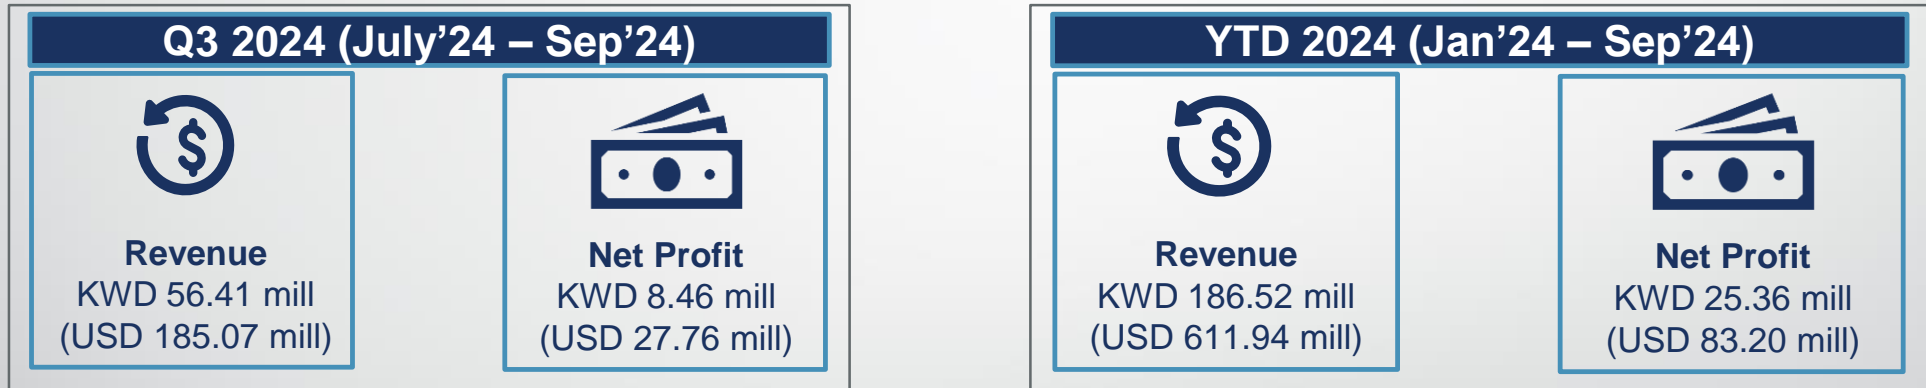 Q3 2024 (July’24 – Sep’24)
Revenue
KWD 56.41 mill
(USD 185.07 mill)
Net Profit
KWD 8.46 mill
(USD 27.76 mill)
YTD 2024 (Jan’24 – Sep’24)
Revenue
KWD 186.52 mill
(USD 611.94 mill)
Net Profit
KWD 25.36 mill
(USD 83.20 mill)